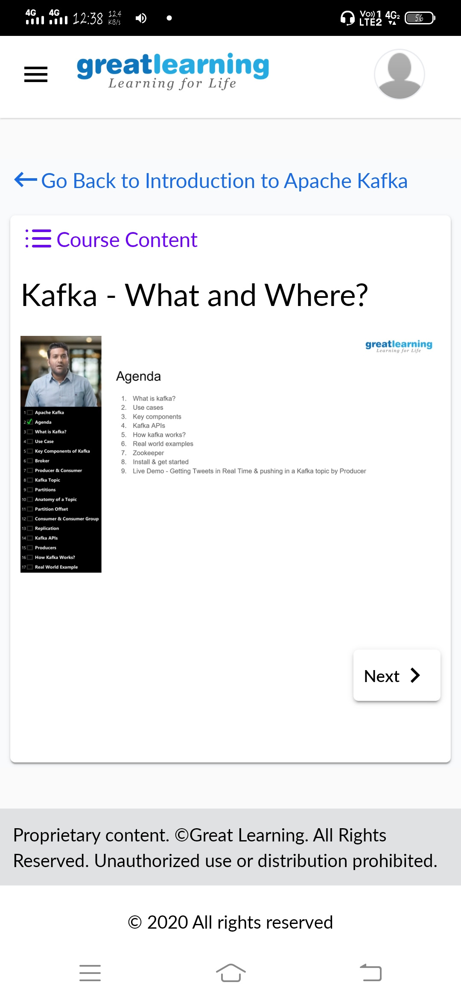 4G 4G 12:38 12.4 KB/s Vo)) 1 LTE2 4G2 56
greatlearning
Learning for Life
Go Back to Introduction to Apache Kafka
Course Content
Kafka - What and Where?
greatlearning
Learning for Life
Agenda
1. What is kafka?
2. Use cases
3. Key components
4. Kafka APIs
5. How kafka works?
6. Real world examples
7. Zookeeper
8. Install & get started
9. Live Demo - Getting Tweets in Real Time & pushing in a Kafka topic by Producer
1 Apache Kafka
2 Agenda
3 What is Kafka?
4 Use Case
5 Key Components of Kafka
6 Broker
7 Producer & Consumer
8 Kafka Topic
9 Partitions
10 Anatomy of a Topic
11 Partition Offset
12 Consumer & Consumer Group
13 Replication
14 Kafka APIs
15 Producers
16 How Kafka Works?
17 Real World Example
Next
Proprietary content. ©Great Learning. All Rights
Reserved. Unauthorized use or distribution prohibited.
© 2020 All rights reserved